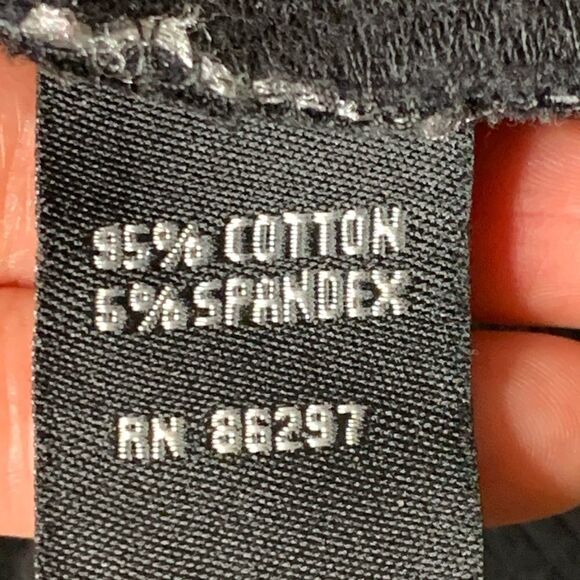 95% COTTON
5% SPANDEX
RN 86297